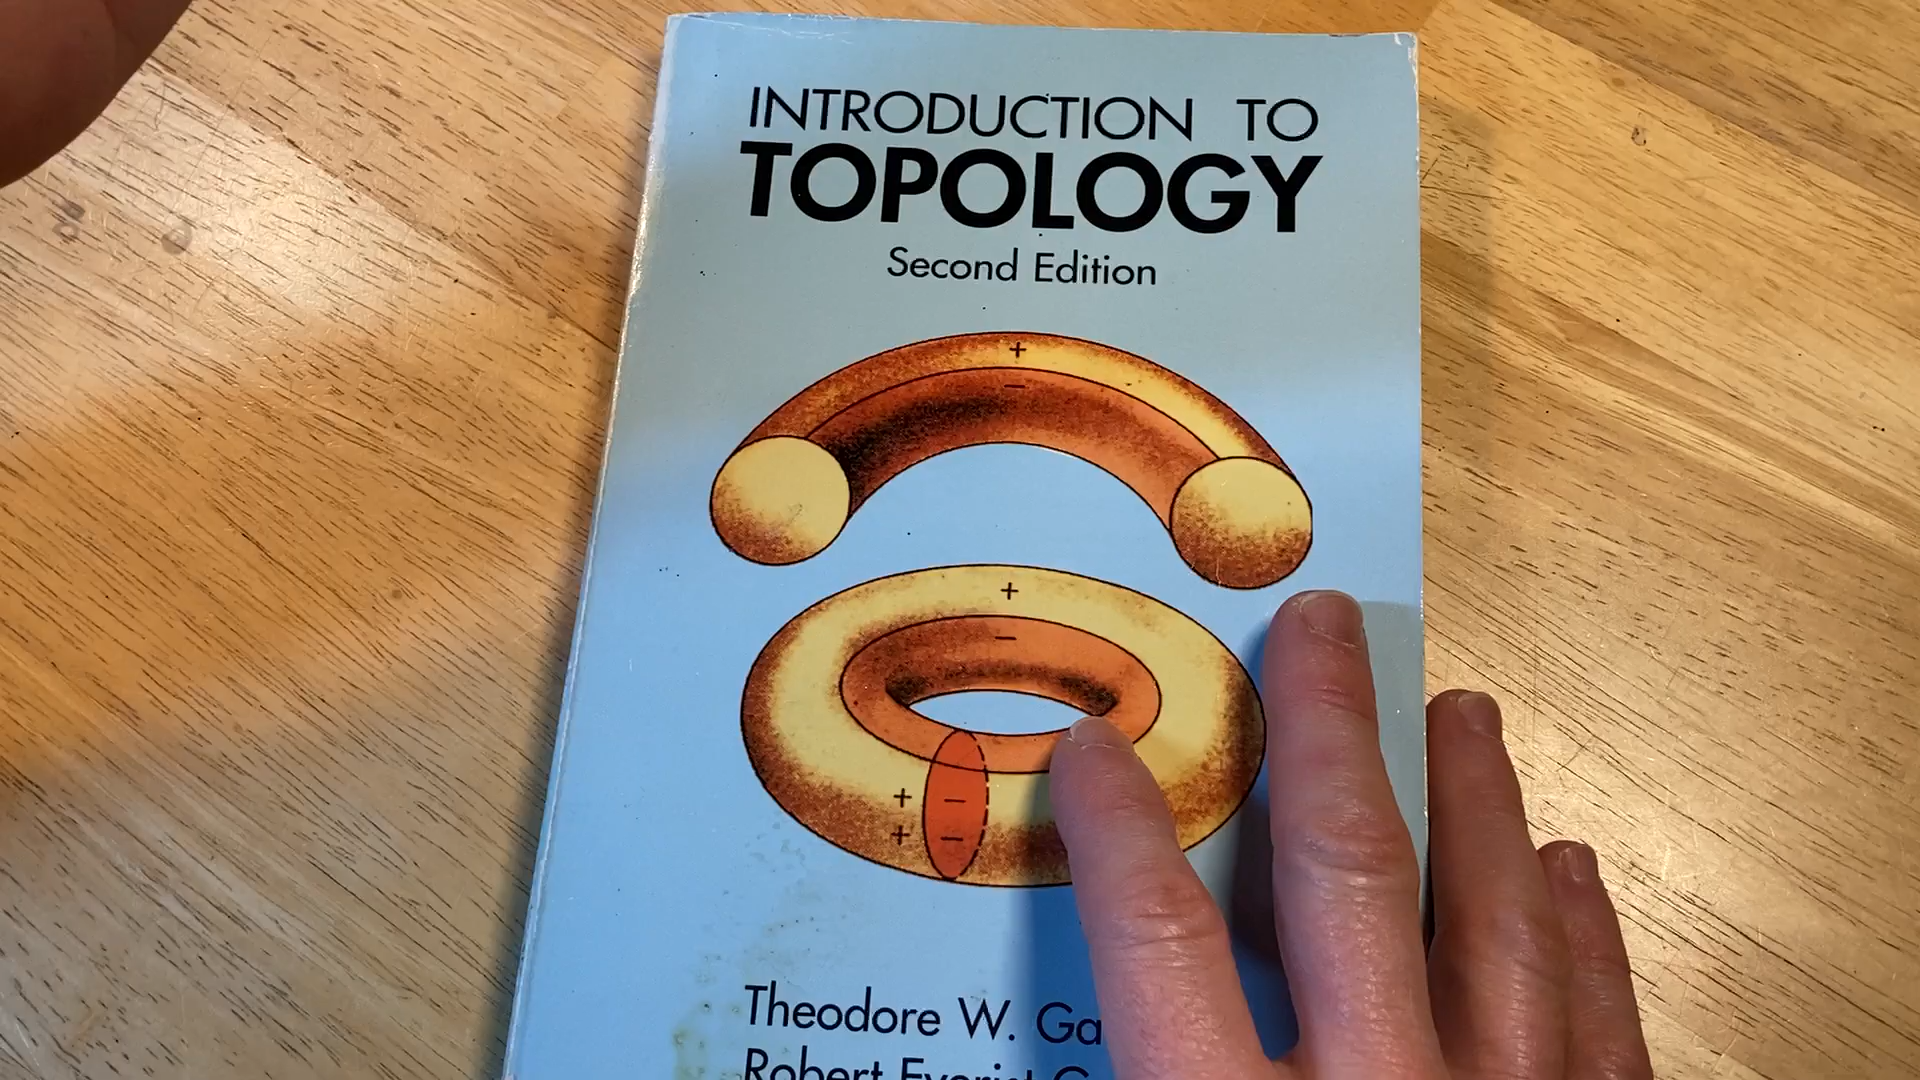 INTRODUCTION TO
TOPOLOGY
Second Edition
+
−
+
−
+ −
+ −
Theodore W. Ga
Robert Everist G